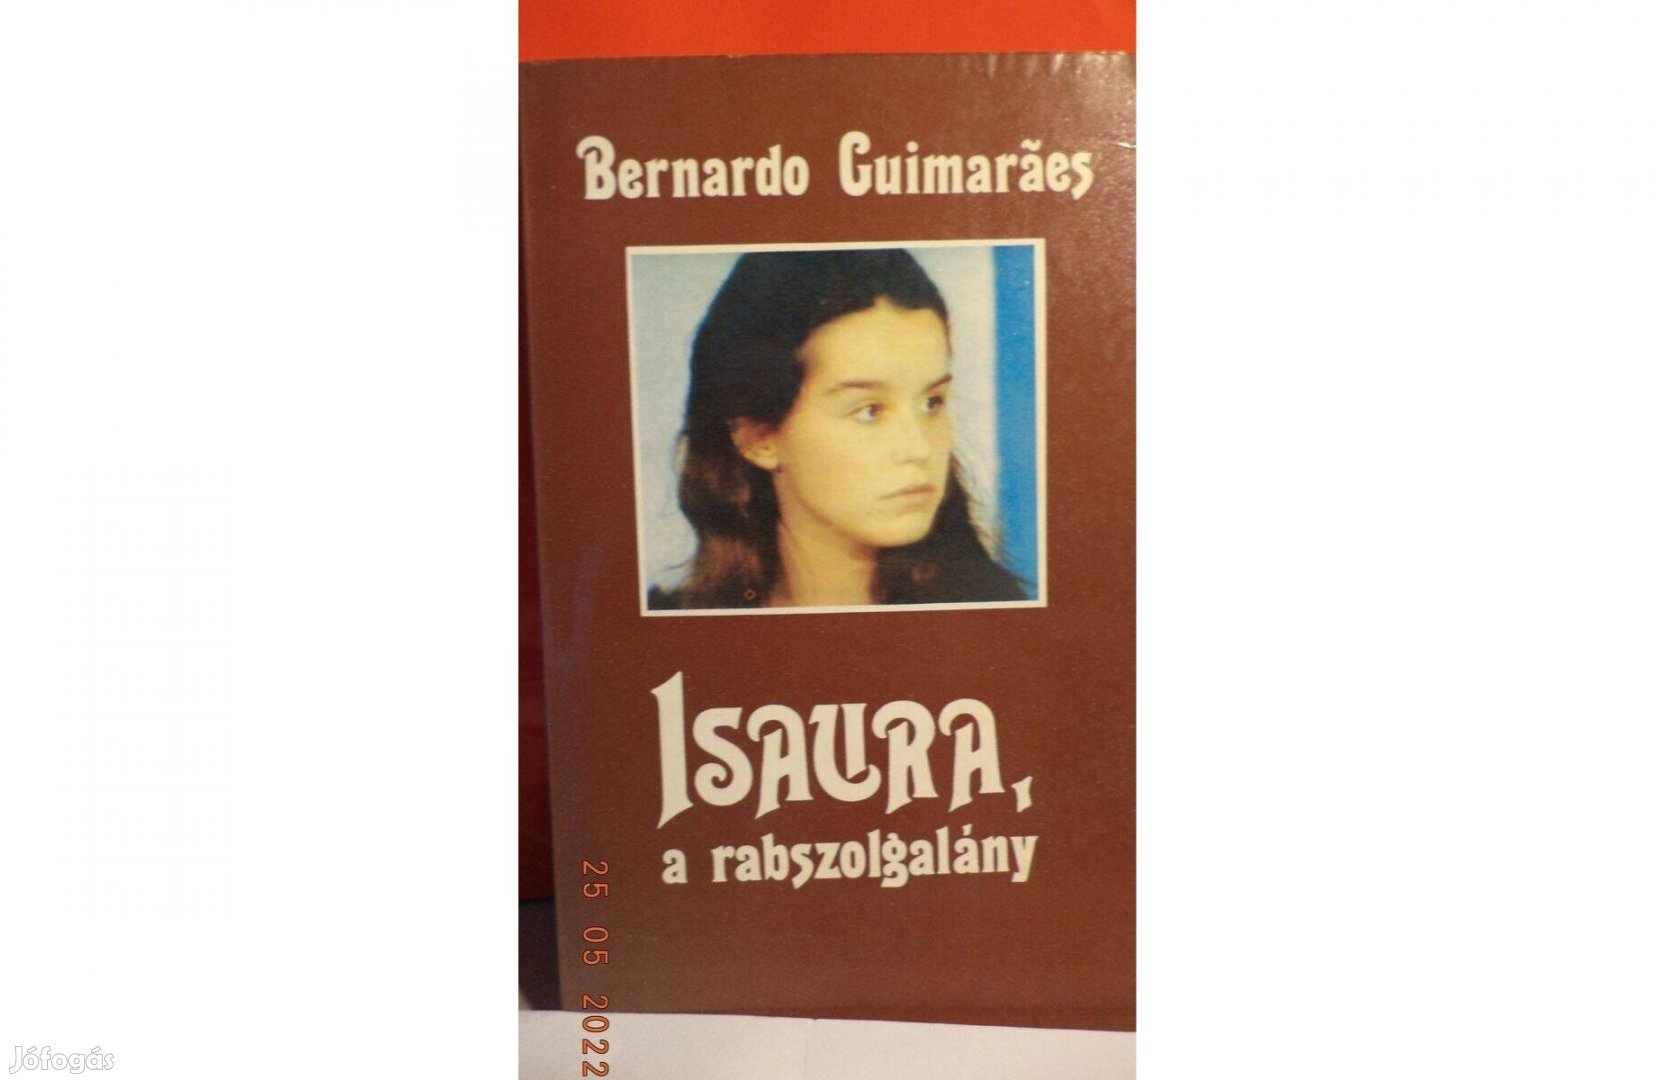 Bernardo Guimarães
Isaura,
a rabszolgalány
25 05 2022
Jófogás